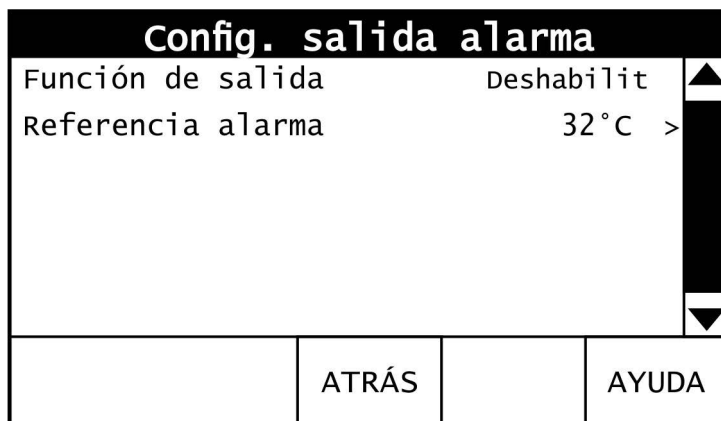 Config. salida alarma
Función de salida Deshabilit
Referencia alarma 32°C >
ATRÁS AYUDA